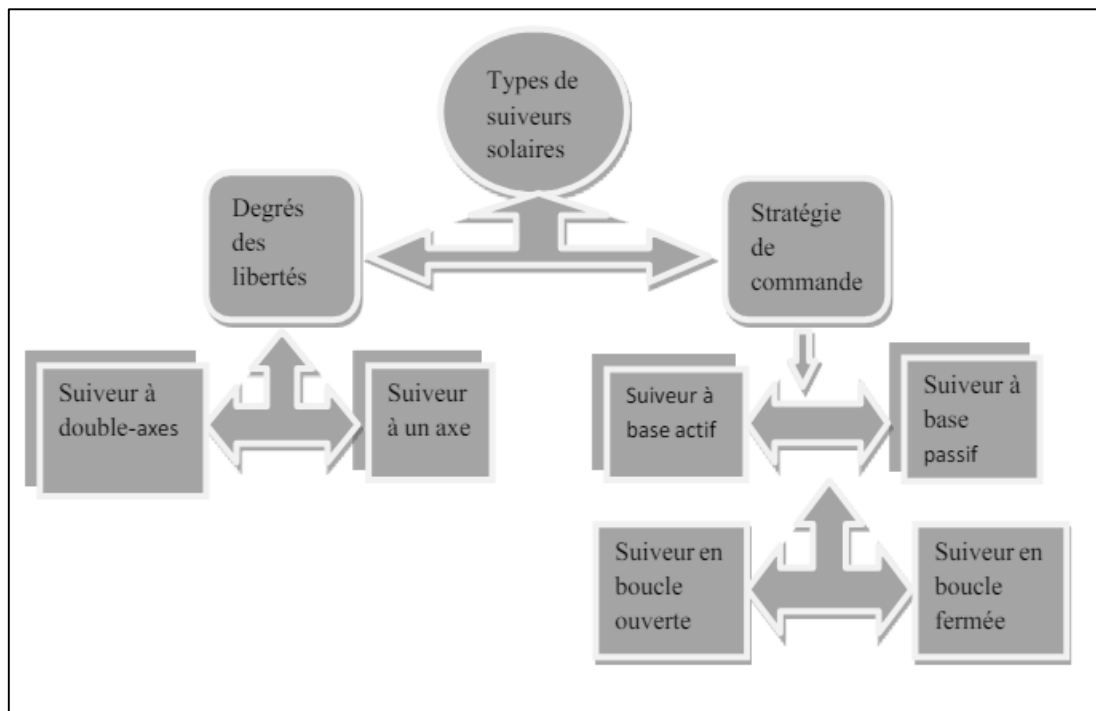 Types de
suiveurs
solaires
Degrés
des
libertés
Stratégie
de
commande
Suiveur à
double-axes
Suiveur
à un axe
Suiveur à
base actif
Suiveur à
base
passif
Suiveur en
boucle
ouverte
Suiveur en
boucle
fermée